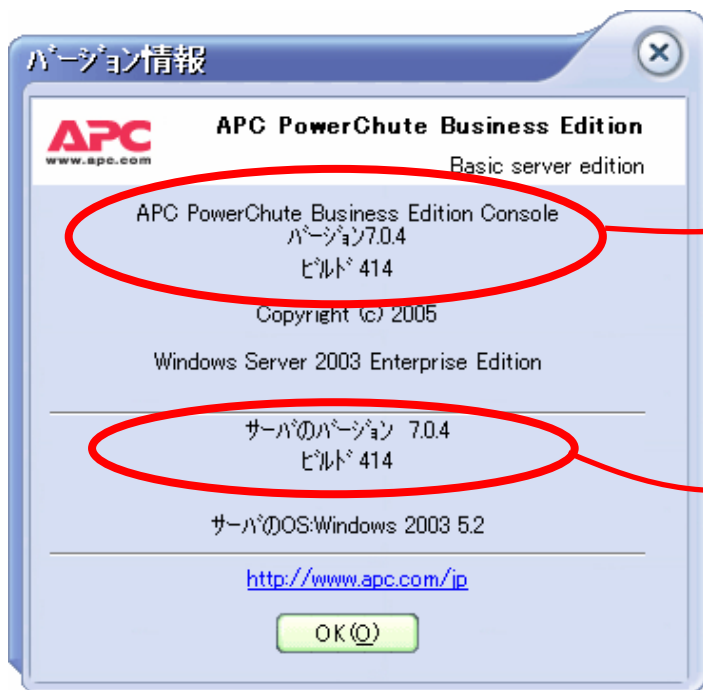 バージョン情報
APC
www.apc.com
APC PowerChute Business Edition
Basic server edition
APC PowerChute Business Edition Console
バージョン7.0.4
ビルド 414
Copyright (c) 2005
Windows Server 2003 Enterprise Edition
サーバのバージョン 7.0.4
ビルド 414
サーバのOS:Windows 2003 5.2
http://www.apc.com/jp
OK(O)